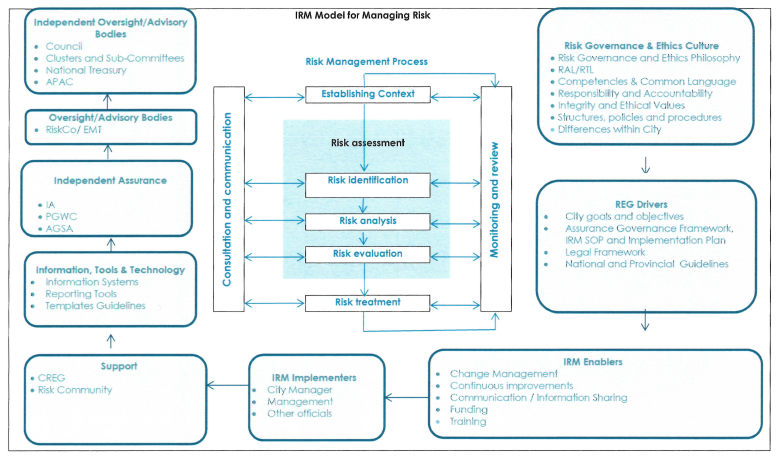 IRM Model for Managing Risk
Independent Oversight/Advisory
Bodies
Council
Clusters and Sub-Committees
National Treasury
APAC
Oversight/Advisory Bodies
RiskCo/ EMT
Independent Assurance
IA
PGWC
AGSA
Information, Tools & Technology
Information Systems
Reporting Tools
Templates Guidelines
Support
CREG
Risk Community
Risk Management Process
Establishing Context
Risk assessment
Risk identification
Risk analysis
Risk evaluation
Risk treatment
Consultation and communication
Monitoring and review
Risk Governance & Ethics Culture
Risk Governance and Ethics Philosophy
RAL/RTL
Competencies & Common Language
Responsibility and Accountability
Integrity and Ethical Values
Structures, policies and procedures
Differences within City
REG Drivers
City goals and objectives
Assurance Governance Framework,
IRM SOP and Implementation Plan
Legal Framework
National and Provincial Guidelines
IRM Enablers
Change Management
Continuous improvements
Communication / Information Sharing
Funding
Training
IRM Implementers
City Manager
Management
Other officials